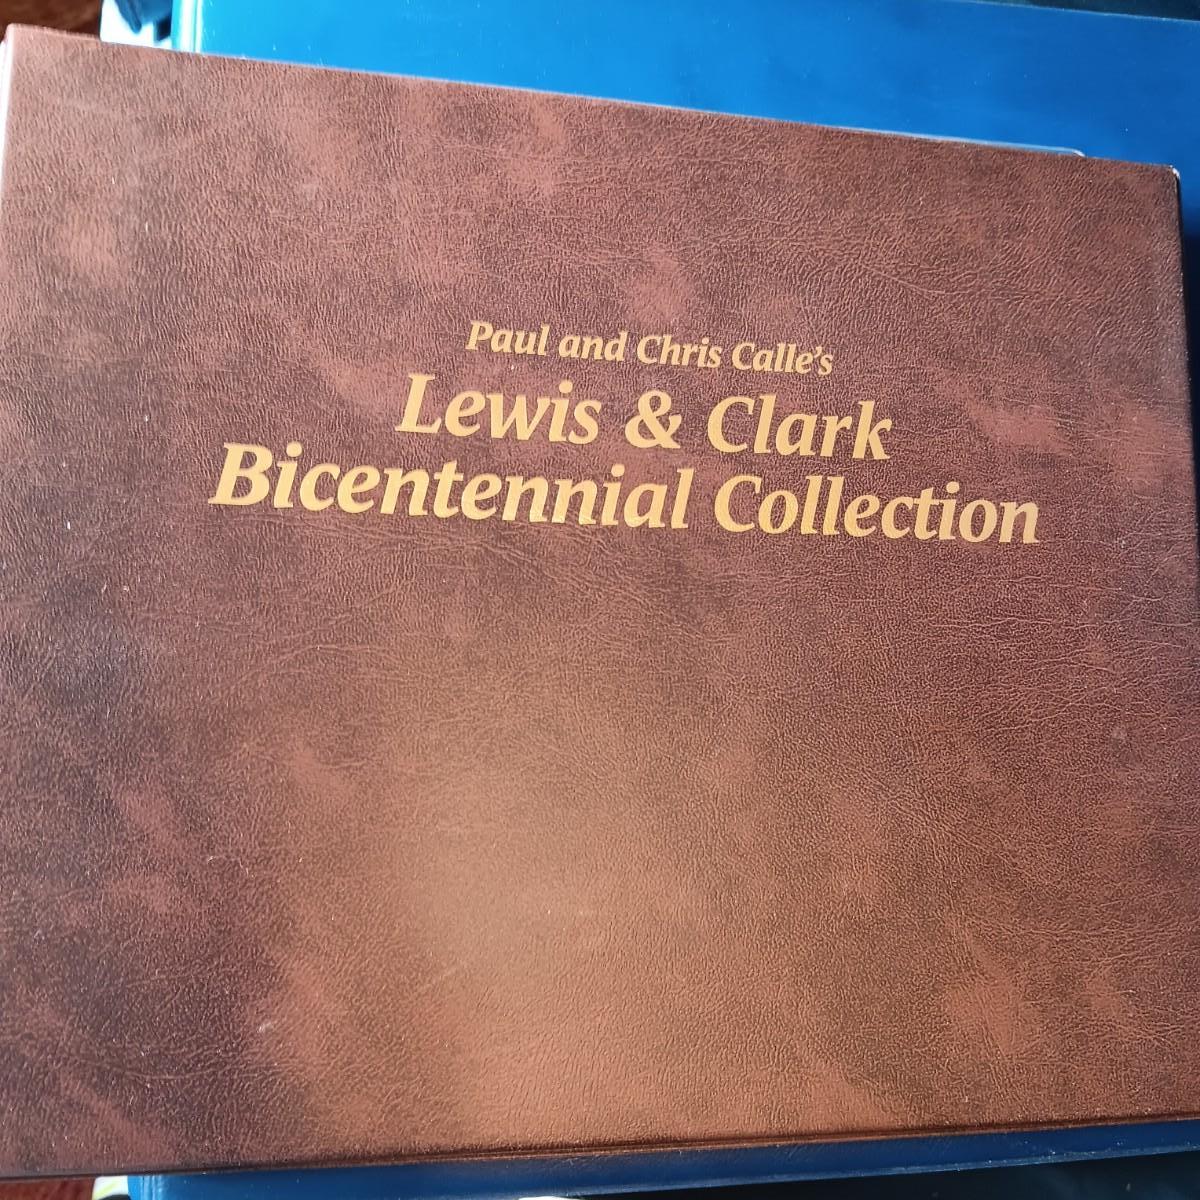 Paul and Chris Calle's
Lewis & Clark
Bicentennial Collection